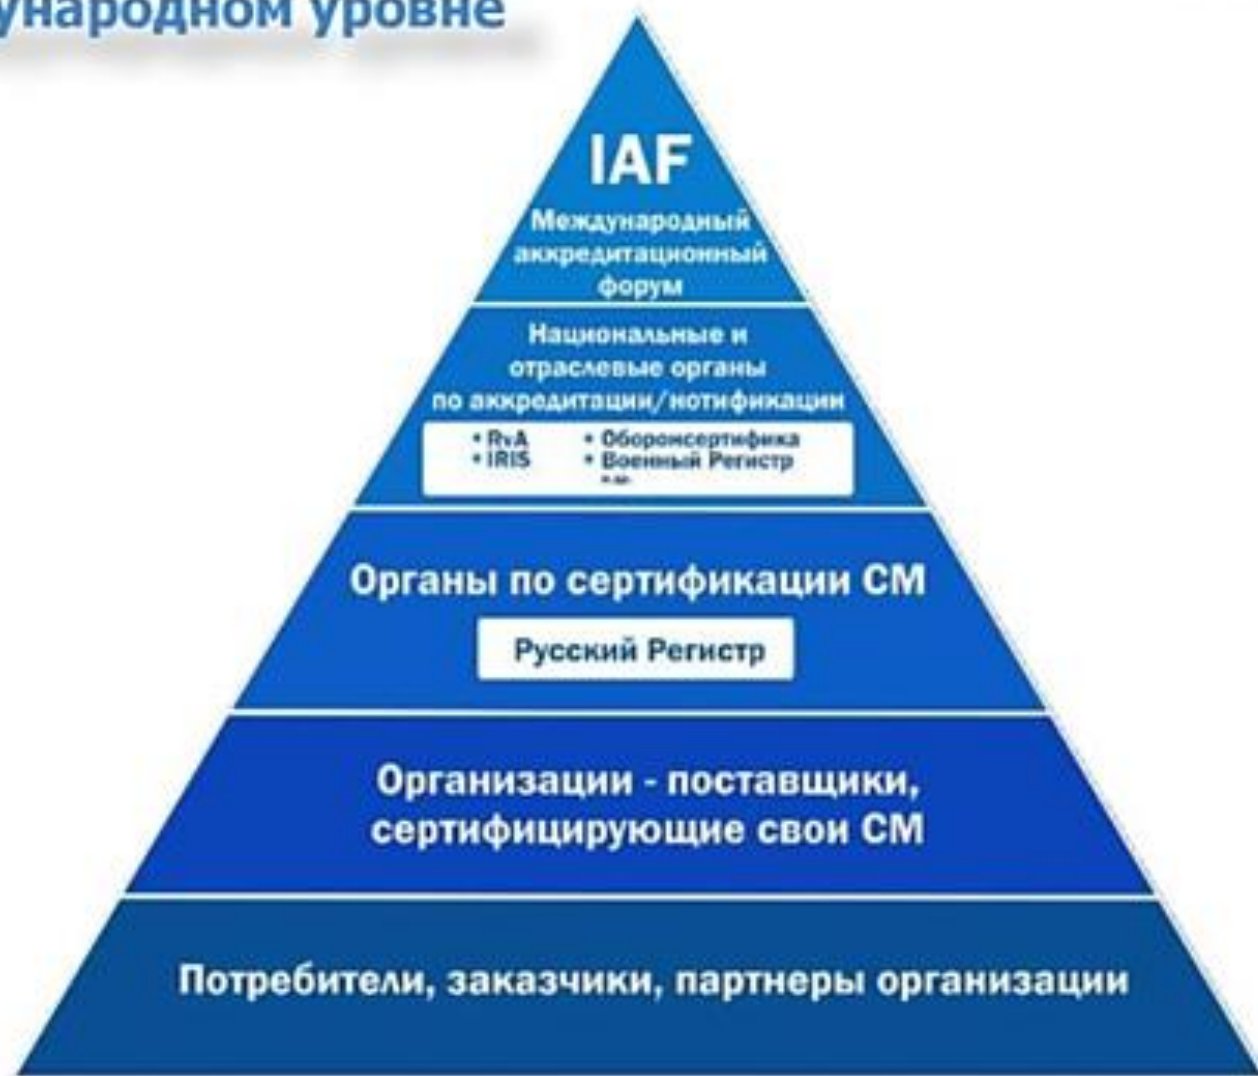 ународном уровне
IAF
Международный
аккредитационный
форум
Национальные и
отраслевые органы
по аккредитации/нотификации
• RvA
• IRIS
• Оборонсертифика
• Военный Регистр
Органы по сертификации СМ
Русский Регистр
Организации - поставщики,
сертифицирующие свои СМ
Потребители, заказчики, партнеры организации